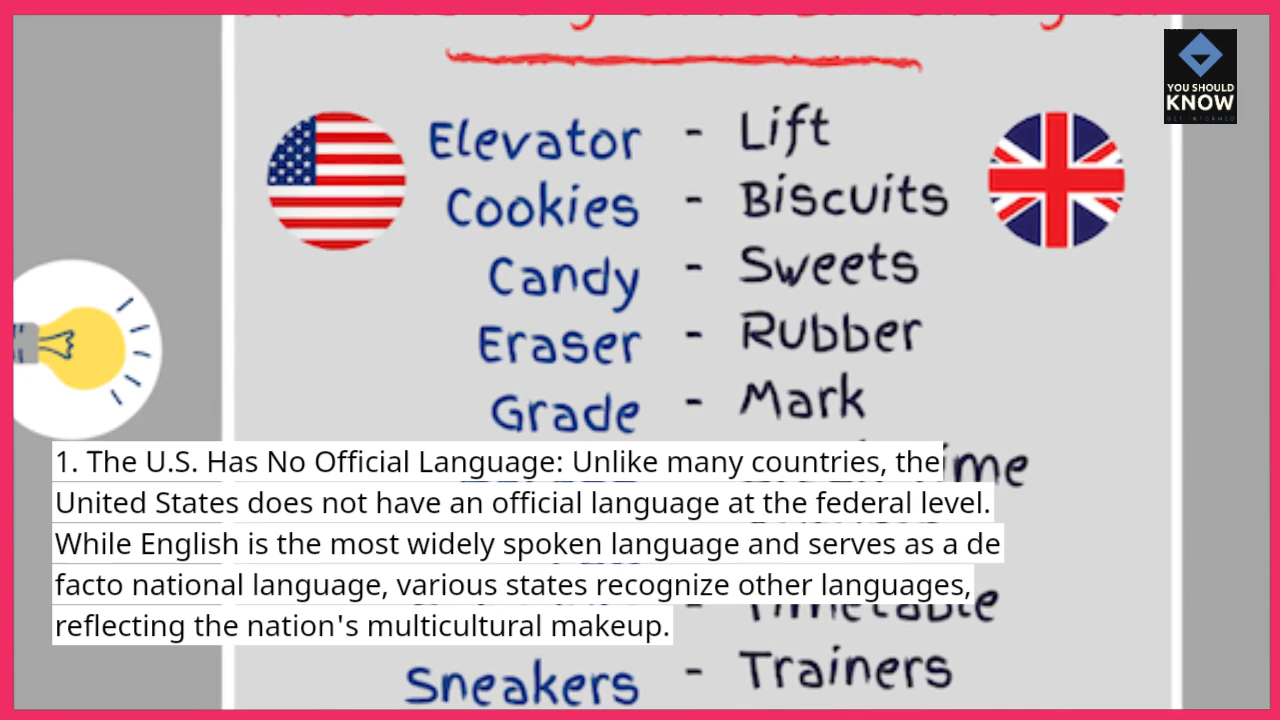 YOU SHOULD
KNOW
GET INFORMED
Elevator - Lift
Cookies - Biscuits
Candy - Sweets
Eraser - Rubber
Grade - Mark
1. The U.S. Has No Official Language: Unlike many countries, the
United States does not have an official language at the federal level.
While English is the most widely spoken language and serves as a de
facto national language, various states recognize other languages,
reflecting the nation's multicultural makeup.
- Timetable
Sneakers - Trainers